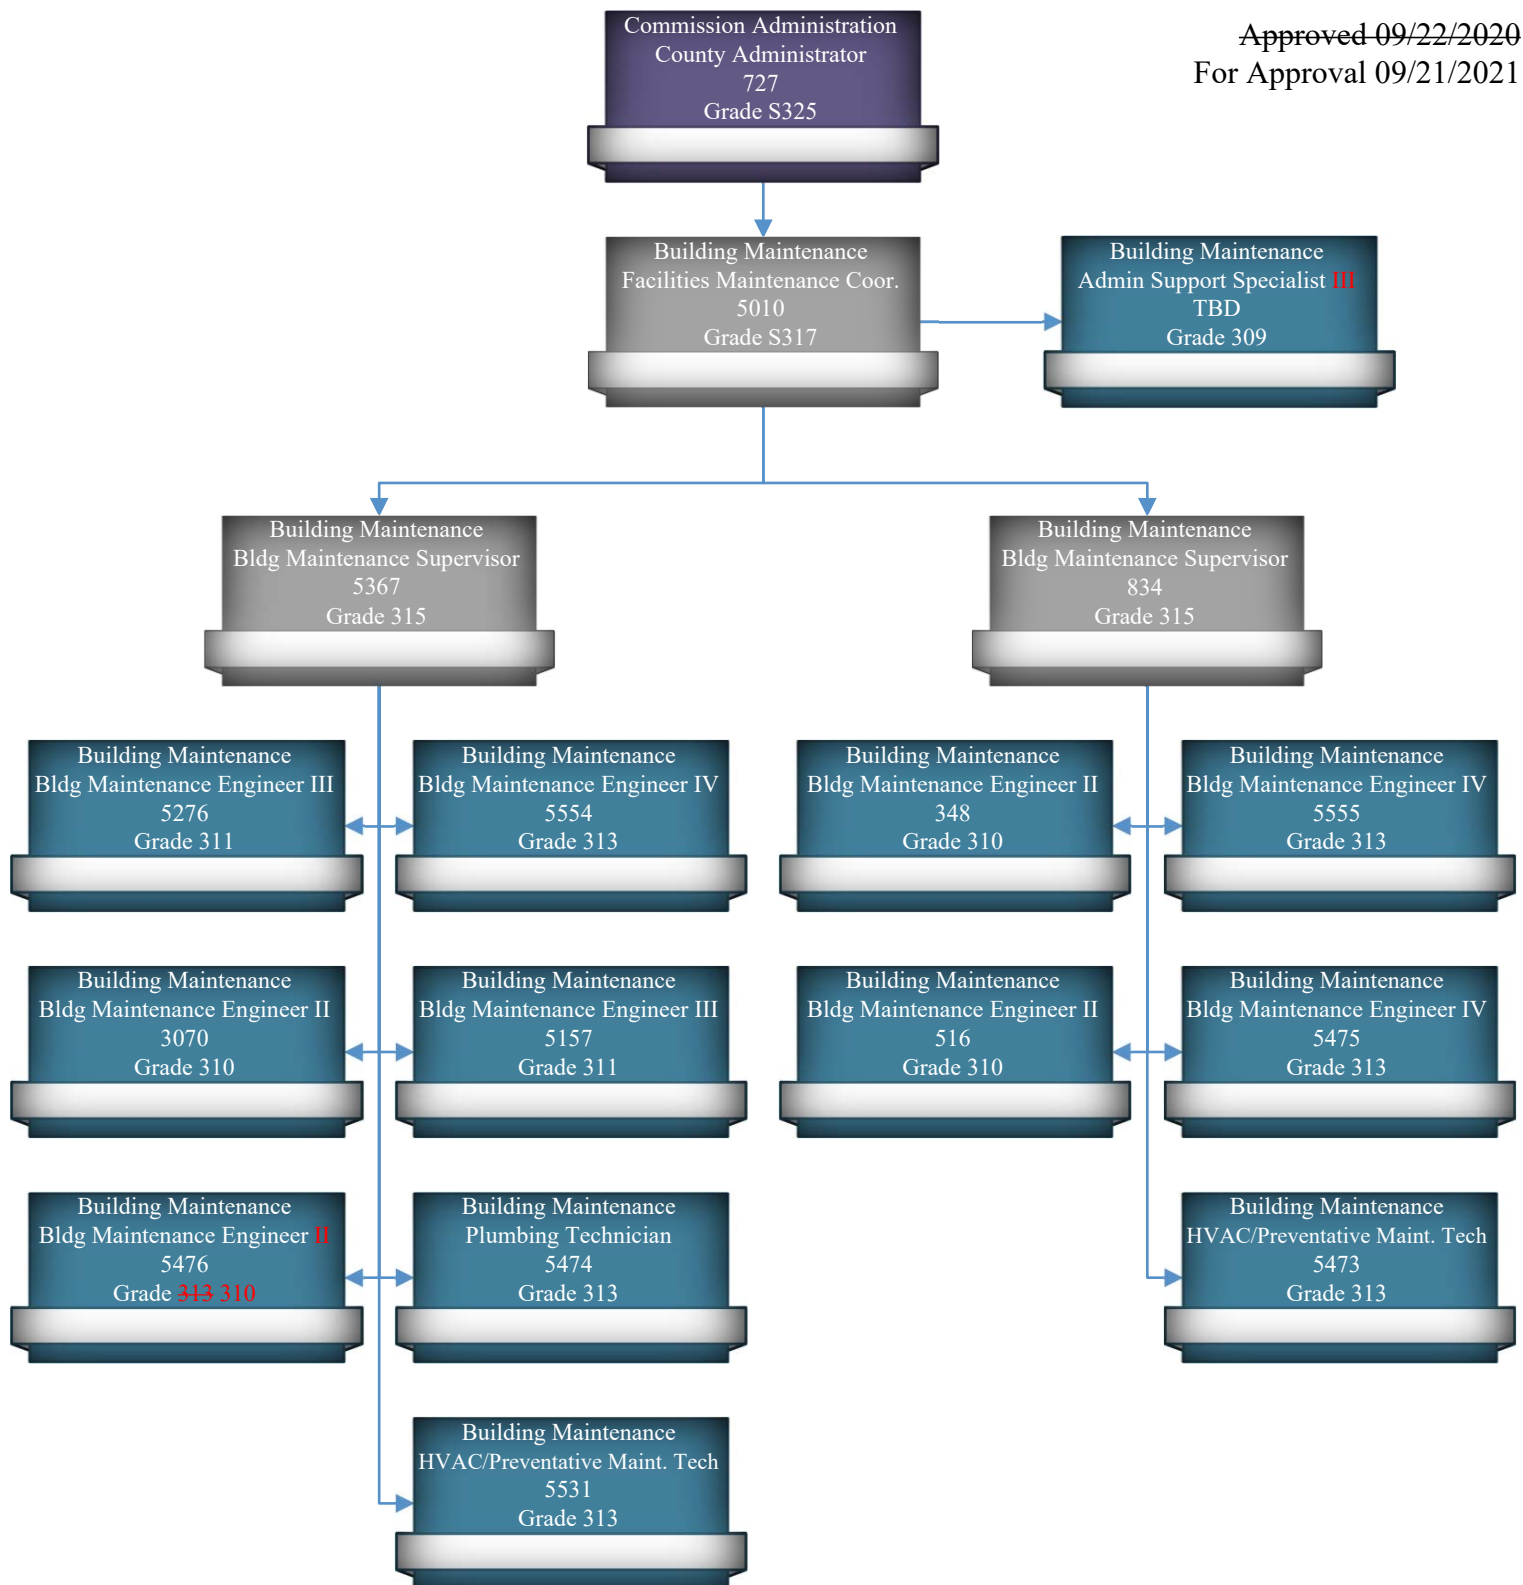 Approved 09/22/2020
For Approval 09/21/2021
Commission Administration
County Administrator
727
Grade S325
Building Maintenance
Facilities Maintenance Coor.
5010
Grade S317
Building Maintenance
Admin Support Specialist III
TBD
Grade 309
Building Maintenance
Bldg Maintenance Supervisor
5367
Grade 315
Building Maintenance
Bldg Maintenance Supervisor
834
Grade 315
Building Maintenance
Bldg Maintenance Engineer III
5276
Grade 311
Building Maintenance
Bldg Maintenance Engineer IV
5554
Grade 313
Building Maintenance
Bldg Maintenance Engineer II
348
Grade 310
Building Maintenance
Bldg Maintenance Engineer IV
5555
Grade 313
Building Maintenance
Bldg Maintenance Engineer II
3070
Grade 310
Building Maintenance
Bldg Maintenance Engineer III
5157
Grade 311
Building Maintenance
Bldg Maintenance Engineer II
516
Grade 310
Building Maintenance
Bldg Maintenance Engineer IV
5475
Grade 313
Building Maintenance
Bldg Maintenance Engineer II
5476
Grade 313 310
Building Maintenance
Plumbing Technician
5474
Grade 313
Building Maintenance
HVAC/Preventative Maint. Tech
5473
Grade 313
Building Maintenance
HVAC/Preventative Maint. Tech
5531
Grade 313